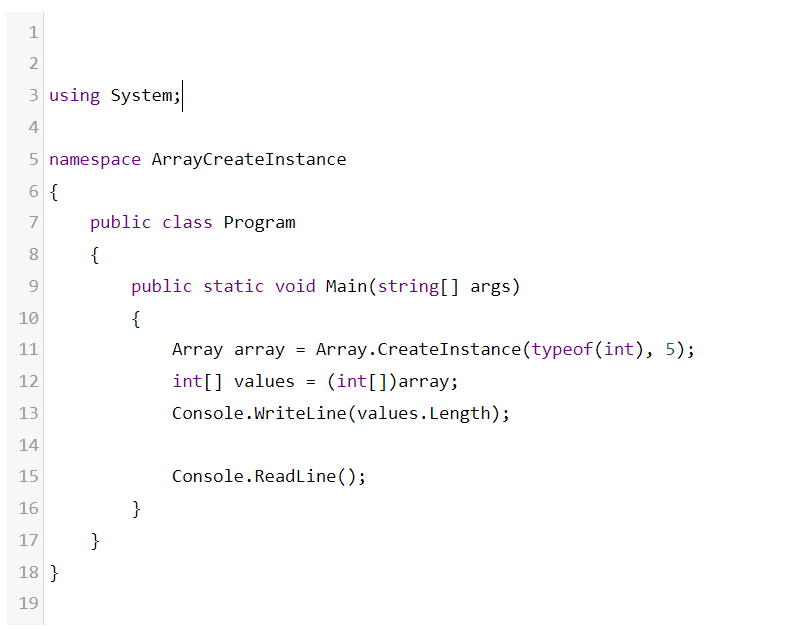 1
2
3 using System;
4
5 namespace ArrayCreateInstance
6 {
7     public class Program
8     {
9         public static void Main(string[] args)
10         {
11             Array array = Array.CreateInstance(typeof(int), 5);
12             int[] values = (int[])array;
13             Console.WriteLine(values.Length);
14
15             Console.ReadLine();
16         }
17     }
18 }
19